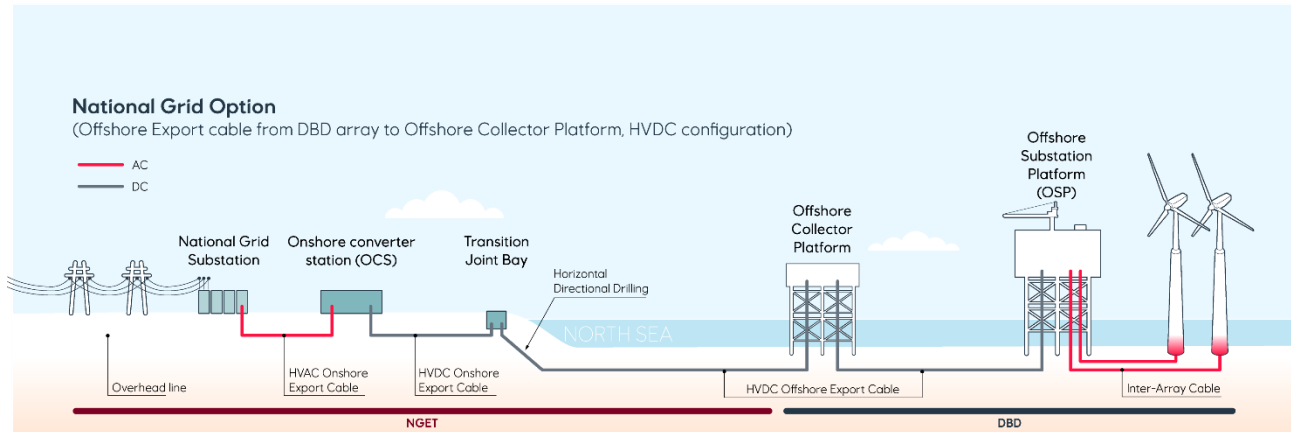 National Grid Option
(Offshore Export cable from DBD array to Offshore Collector Platform, HVDC configuration)
AC
DC
National Grid
Substation
Onshore converter
station (OCS)
Transition
Joint Bay
Horizontal
Directional Drilling
Offshore
Collector
Platform
Offshore
Substation
Platform
(OSP)
NORTH SEA
Overhead line
HVAC Onshore
Export Cable
HVDC Onshore
Export Cable
HVDC Offshore Export Cable
Inter-Array Cable
NGET
DBD